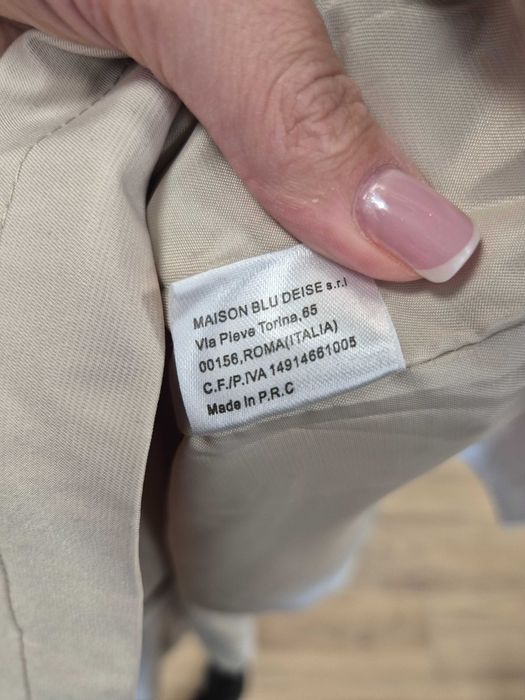 MAISON BLU DEISE s.r.l
Via Pieve Torina,65
00156,ROMA(ITALIA)
C.F./P.IVA 14914661005
Made in P.R.C